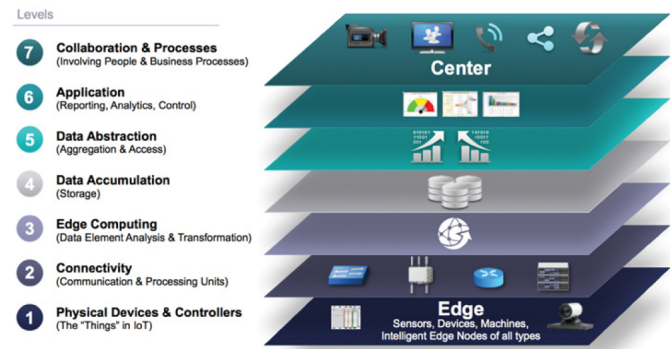 Levels
7
Collaboration & Processes
(Involving People & Business Processes)
6
Application
(Reporting, Analytics, Control)
5
Data Abstraction
(Aggregation & Access)
4
Data Accumulation
(Storage)
3
Edge Computing
(Data Element Analysis & Transformation)
2
Connectivity
(Communication & Processing Units)
1
Physical Devices & Controllers
(The "Things" in IoT)
Center
Edge
Sensors, Devices, Machines,
Intelligent Edge Nodes of all types